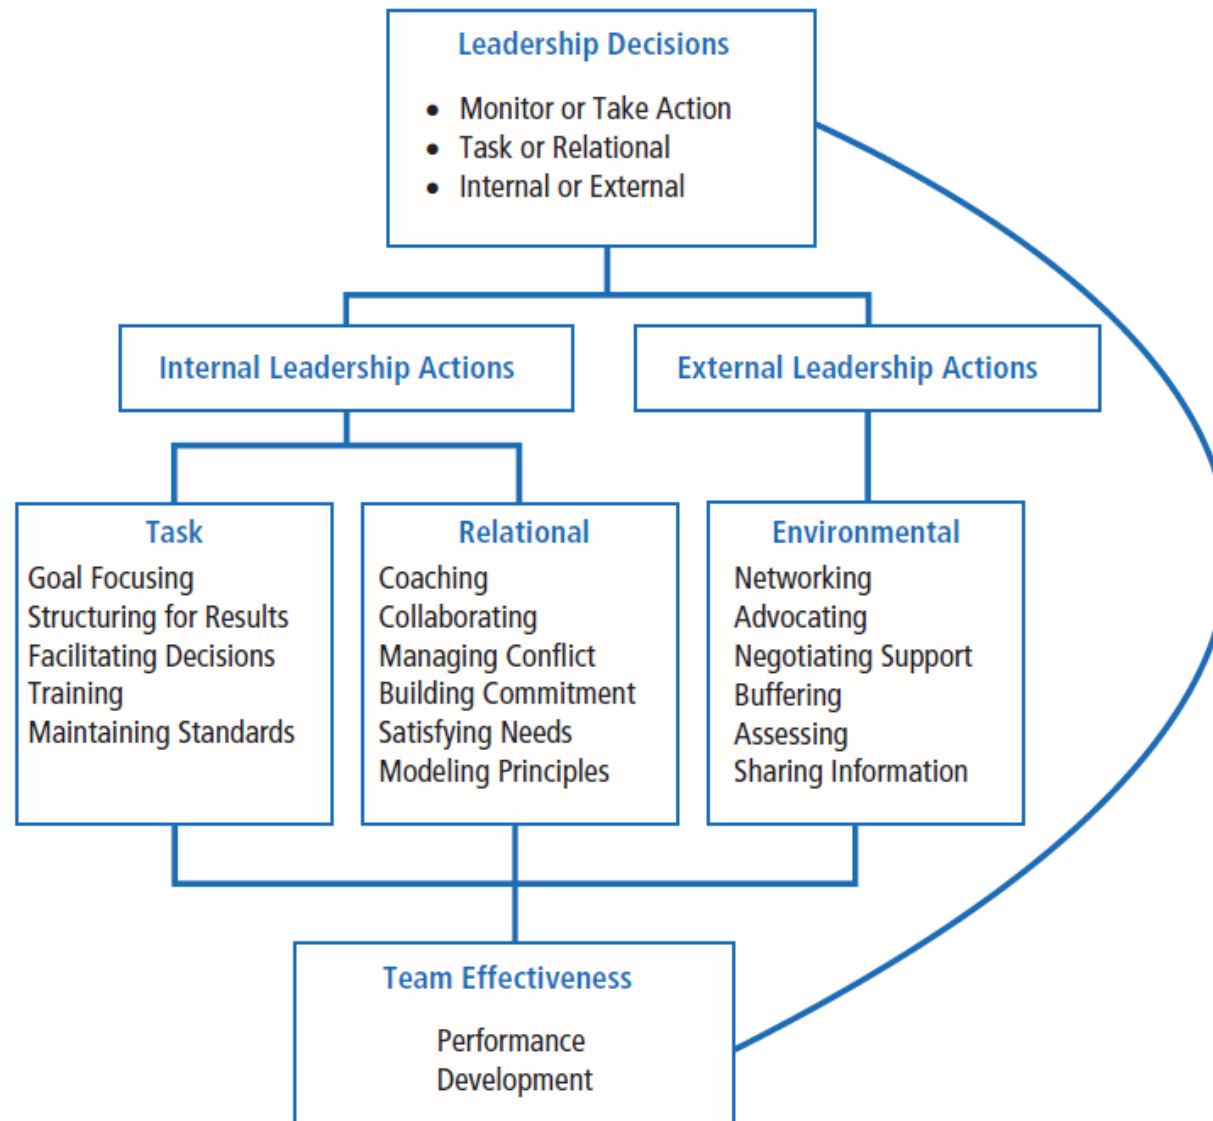 Leadership Decisions
• Monitor or Take Action
• Task or Relational
• Internal or External
Internal Leadership Actions
External Leadership Actions
Task
Goal Focusing
Structuring for Results
Facilitating Decisions
Training
Maintaining Standards
Relational
Coaching
Collaborating
Managing Conflict
Building Commitment
Satisfying Needs
Modeling Principles
Environmental
Networking
Advocating
Negotiating Support
Buffering
Assessing
Sharing Information
Team Effectiveness
Performance
Development